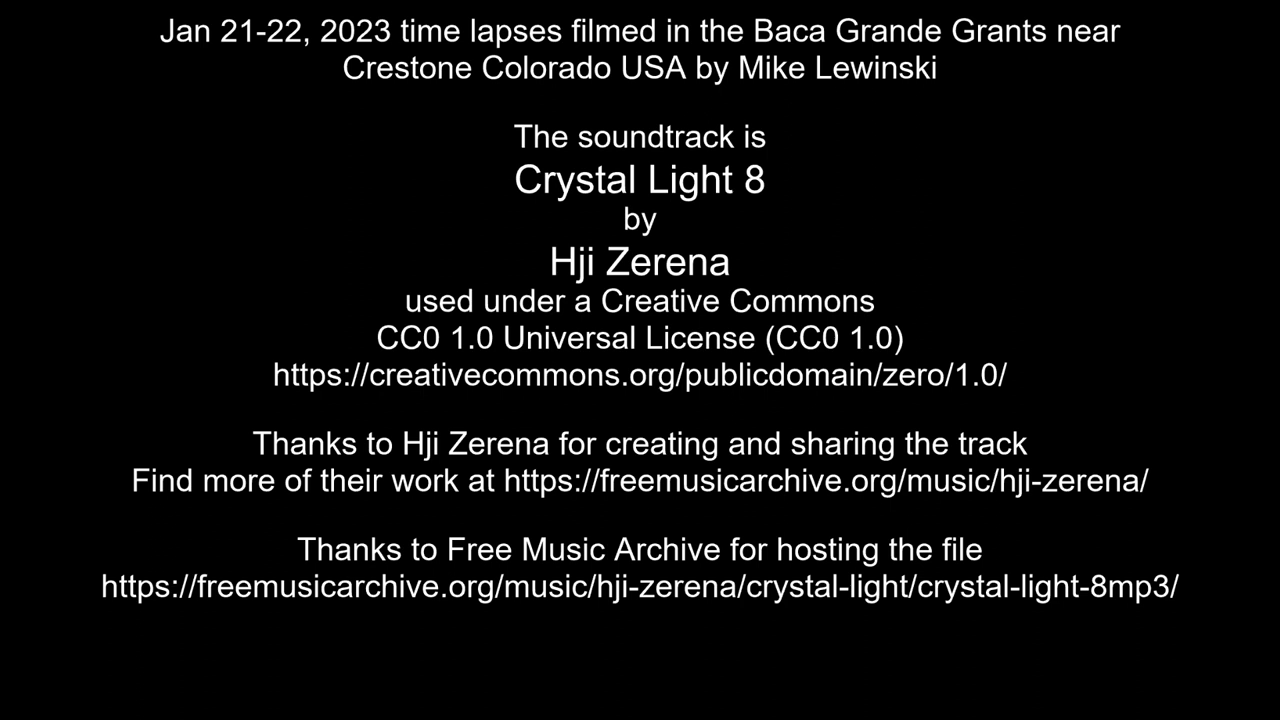 Jan 21-22, 2023 time lapses filmed in the Baca Grande Grants near
Crestone Colorado USA by Mike Lewinski
The soundtrack is
Crystal Light 8
by
Hji Zerena
used under a Creative Commons
CC0 1.0 Universal License (CC0 1.0)
https://creativecommons.org/publicdomain/zero/1.0/
Thanks to Hji Zerena for creating and sharing the track
Find more of their work at https://freemusicarchive.org/music/hji-zerena/
Thanks to Free Music Archive for hosting the file
https://freemusicarchive.org/music/hji-zerena/crystal-light/crystal-light-8mp3/